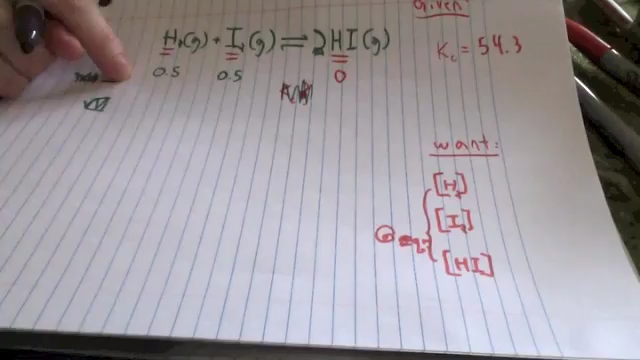 given:
H₂(g) + I₂(g) ⇌ 2HI(g)
Kc = 54.3
0.5 0.5 0
want:
[H₂]
[I₂]
@ eq
[HI]